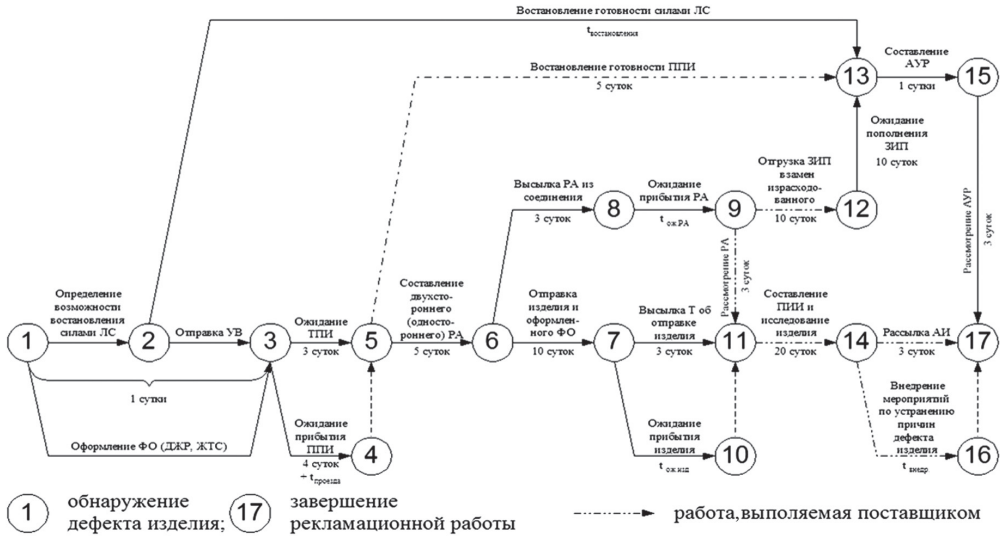 Востановление готовности силами ЛС
tвостановления
Востановление готовности ППИ
5 суток
13
Составление
АУР
1 сутки
15
Ожидание
пополнения
ЗИП
10 суток
Высылка РА из
соединения
3 суток
8
Ожидание
прибытия РА
t ож.РА
9
Отгрузка ЗИП
взамен
израсходо-
ванного
10 суток
12
Рассмотрение РА
3 суток
Рассмотрение АУР
3 суток
1
Определение
возможности
востановления
силами ЛС
2
Отправка УВ
3
Ожидание
ТПИ
3 суток
5
Составление
двухсто-
роннего
(односто-
роннего) РА
5 суток
6
Отправка
изделия и
оформлен-
ного ФО
10 суток
7
Высылка Т об
отправке
изделия
3 суток
11
Составление
ПИИ и
исследование
изделия
20 суток
14
Рассылка АИ
3 суток
17
1 сутки
Оформление ФО (ДЖР, ЖТС)
Ожидание
прибытия
ППИ
4 суток
+ tпроезда
4
Ожидание
прибытия
изделия
t ож.изд
10
Внедрение
мероприятий
по устранению
причин
дефекта
изделия
t внедр
16
1 обнаружение
дефекта изделия;
17 завершение
рекламационной работы
работа,выполяемая поставщиком